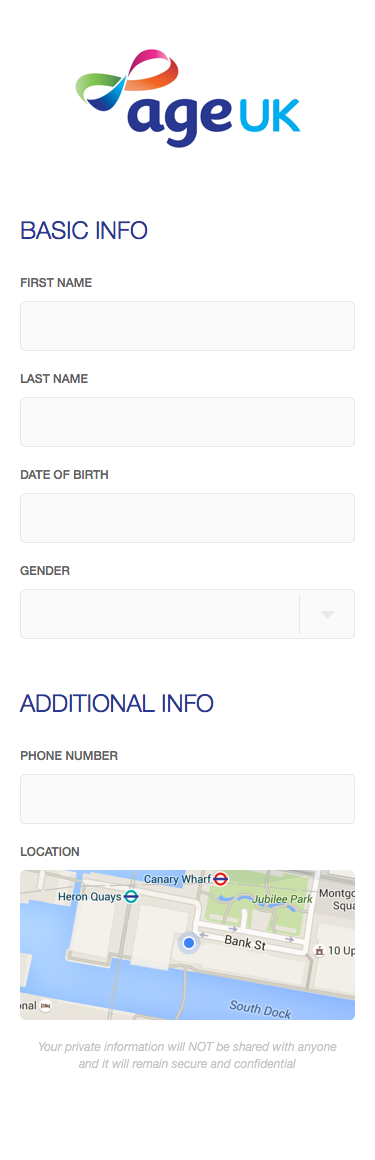 age UK
BASIC INFO
FIRST NAME
LAST NAME
DATE OF BIRTH
GENDER
ADDITIONAL INFO
PHONE NUMBER
LOCATION
Canary Wharf
Heron Quays
Jubilee Park
Montgo
Squa
Bank St
10 Up
nal
South Dock
Your private information will NOT be shared with anyone
and it will remain secure and confidential